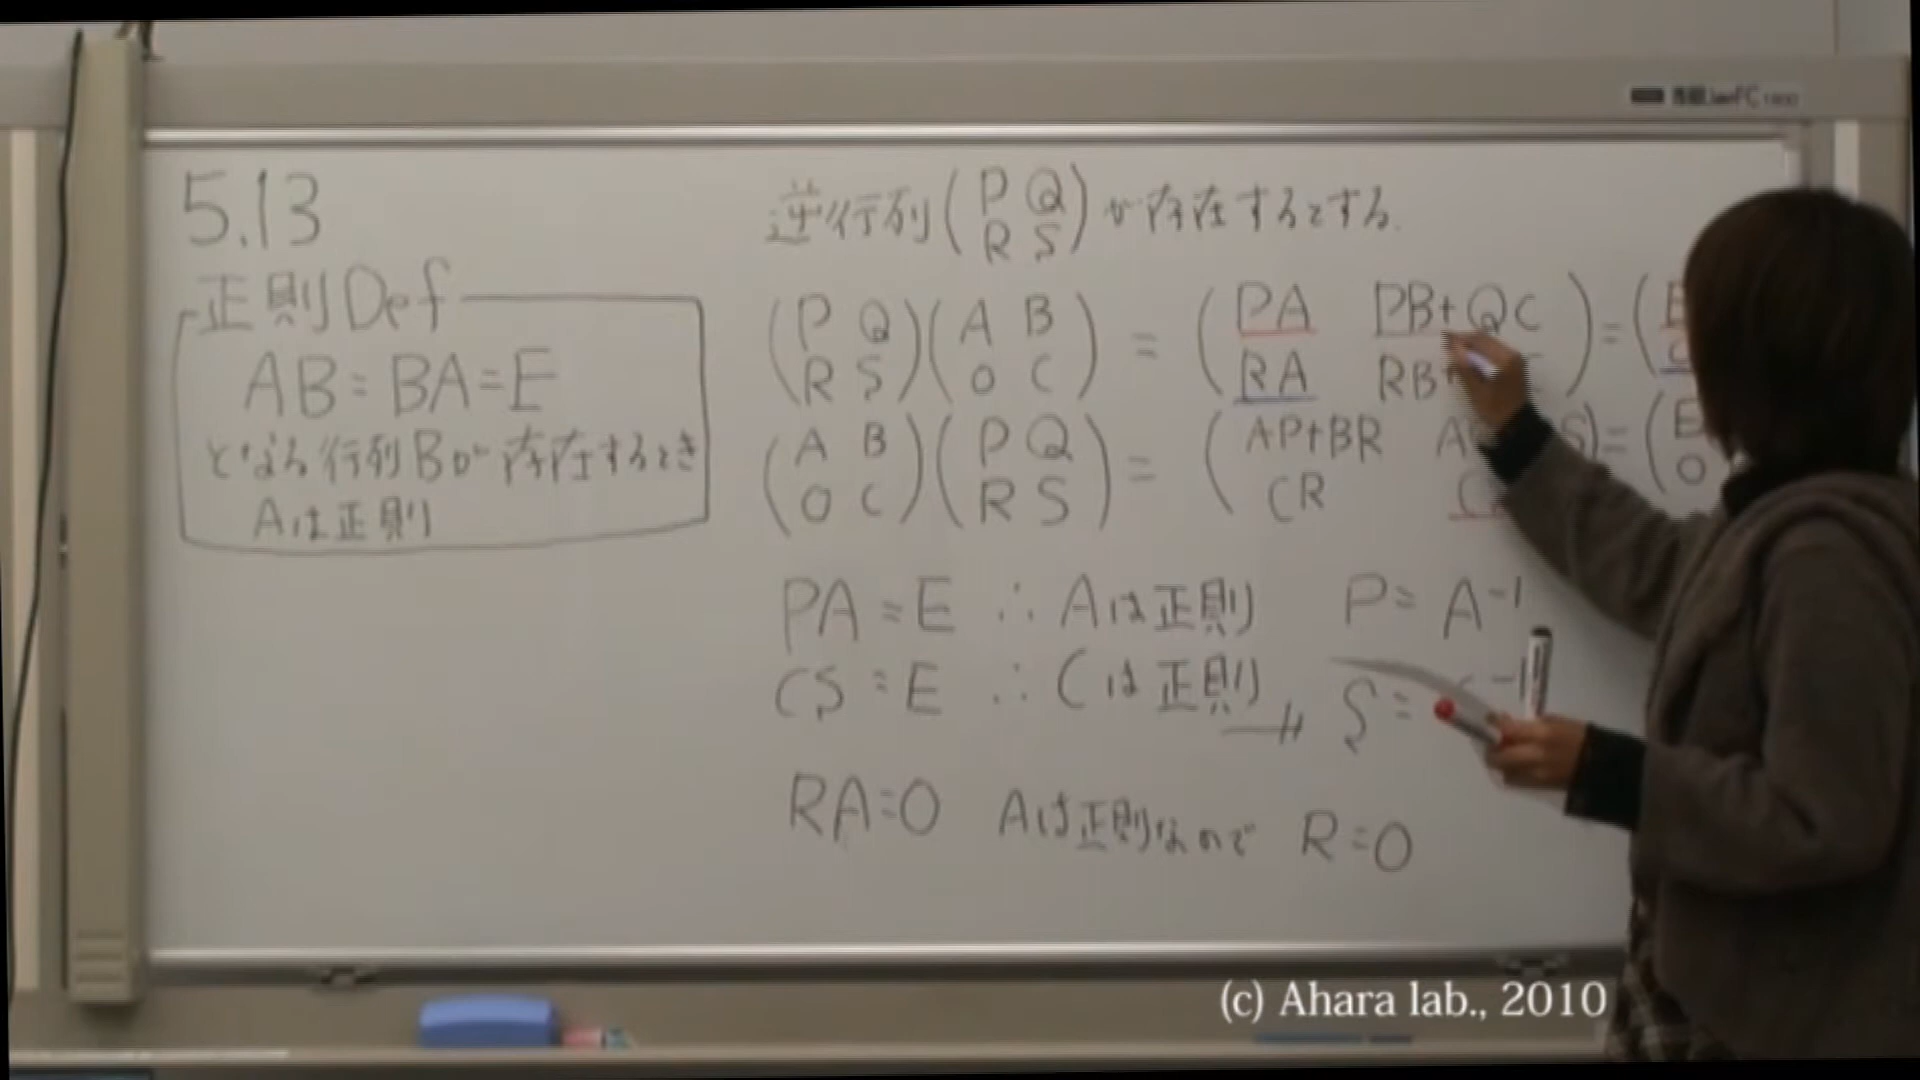 5.13
正則 Def
AB = BA = E
となる行列Bが存在するとき
Aは正則
逆行列 (P Q R S) が存在するとする.
(P Q
R S) (A B
O C) = (PA PB+QC
RA RB+ ) = (E
(A B
O C) (P Q
R S) = (AP+BR A S
CR C ) = (E
O
PA = E ∴ Aは正則 P = A⁻¹
CS = E ∴ Cは正則 S = ⁻¹
RA = O Aは正則なので R = O
(c) Ahara lab., 2010